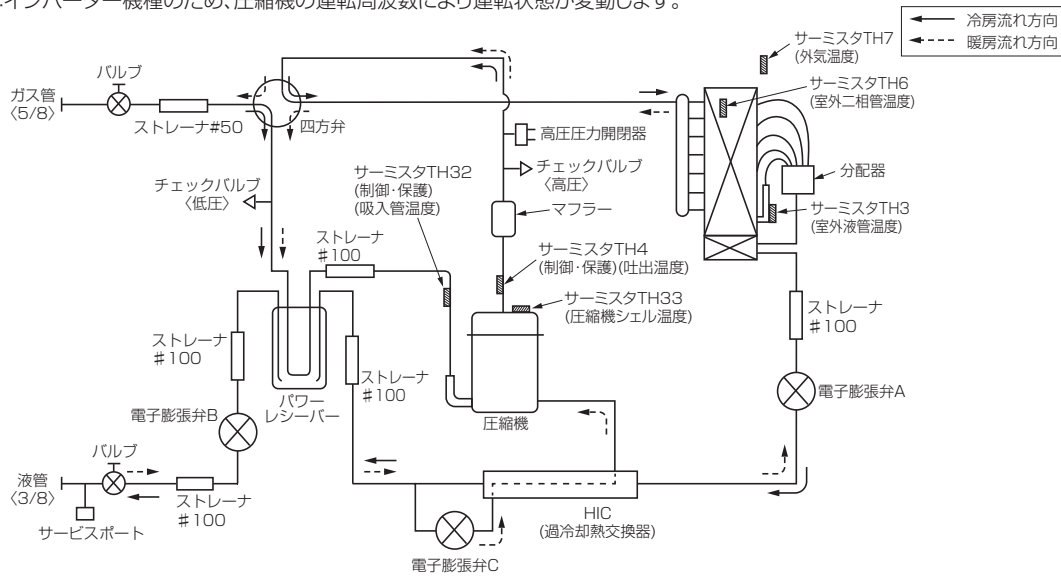 インバーター機種のため、圧縮機の運転周波数により運転状態が変動します。
冷房流れ方向
暖房流れ方向
サーミスタTH7
(外気温度)
サーミスタTH6
(室外二相管温度)
バルブ
ガス管
〈5/8〉
ストレーナ#50
四方弁
高圧圧力開閉器
チェックバルブ
〈高圧〉
分配器
サーミスタTH32
(制御・保護)
(吸入管温度)
チェックバルブ
〈低圧〉
マフラー
サーミスタTH3
(室外液管温度)
ストレーナ
#100
サーミスタTH4
(制御・保護)(吐出温度)
サーミスタTH33
(圧縮機シェル温度)
ストレーナ
#100
ストレーナ
#100
ストレーナ
#100
パワー
レシーバー
電子膨張弁A
電子膨張弁B
圧縮機
バルブ
液管
〈3/8〉
ストレーナ
#100
サービスポート
HIC
(過冷却熱交換器)
電子膨張弁C